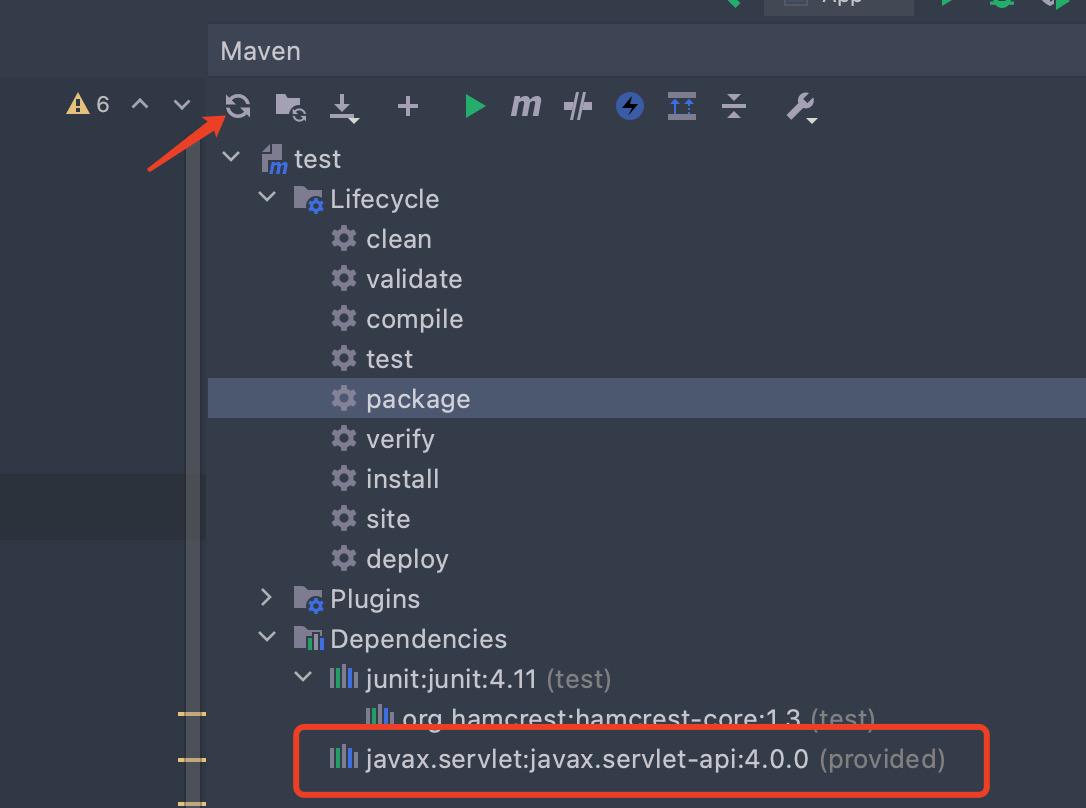 App
Maven
6
test
Lifecycle
clean
validate
compile
test
package
verify
install
site
deploy
Plugins
Dependencies
junit:junit:4.11 (test)
org.hamcrest:hamcrest-core:1.3 (test)
javax.servlet:javax.servlet-api:4.0.0 (provided)